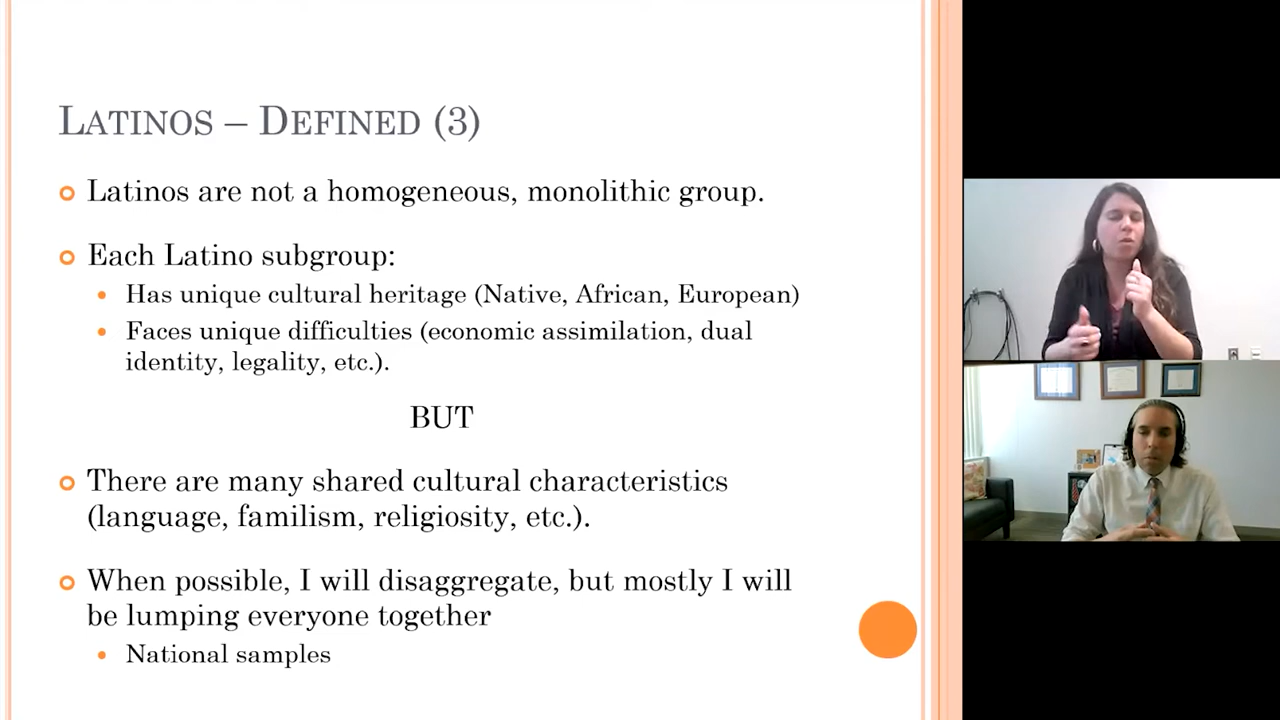 LATINOS – DEFINED (3)
Latinos are not a homogeneous, monolithic group.
Each Latino subgroup:
Has unique cultural heritage (Native, African, European)
Faces unique difficulties (economic assimilation, dual
identity, legality, etc.).
BUT
There are many shared cultural characteristics
(language, familism, religiosity, etc.).
When possible, I will disaggregate, but mostly I will
be lumping everyone together
National samples